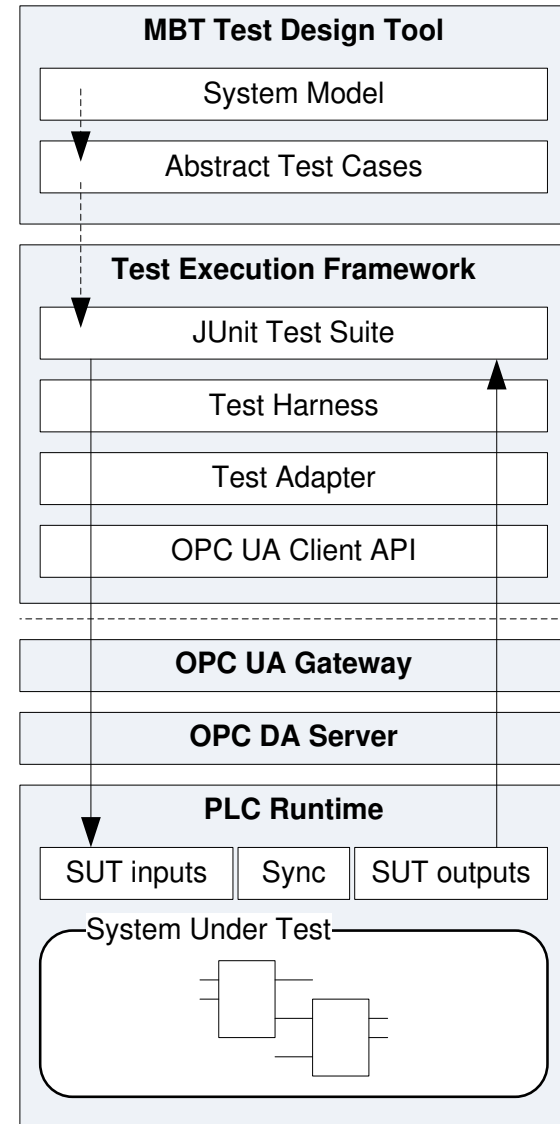 MBT Test Design Tool
System Model
Abstract Test Cases
Test Execution Framework
JUnit Test Suite
Test Harness
Test Adapter
OPC UA Client API
OPC UA Gateway
OPC DA Server
PLC Runtime
SUT inputs
Sync
SUT outputs
System Under Test